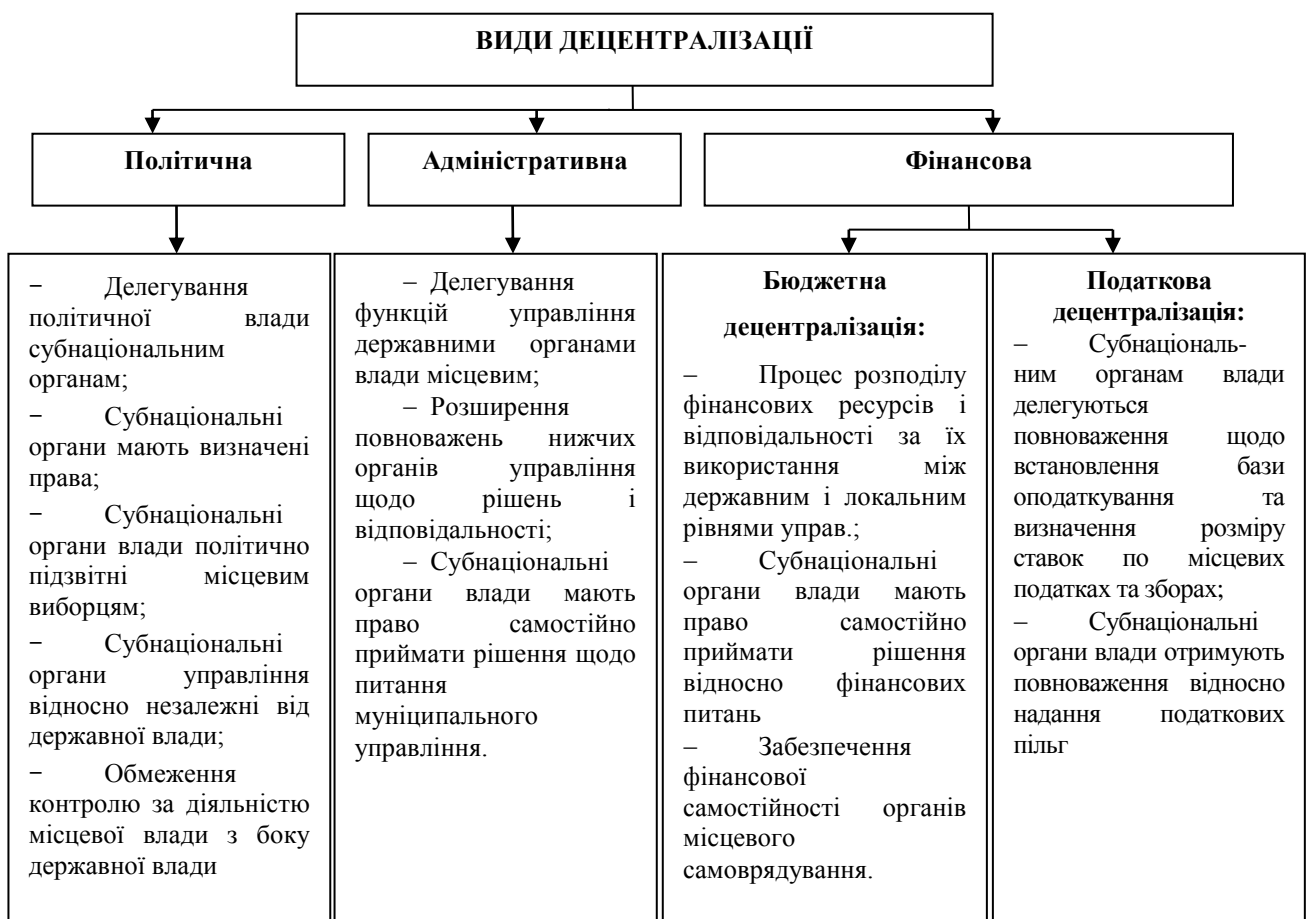 ВИДИ ДЕЦЕНТРАЛІЗАЦІЇ
Політична
Адміністративна
Фінансова
− Делегування
політичної влади
субнаціональним
органам;
− Субнаціональні
органи мають визначені
права;
− Субнаціональні
органи влади політично
підзвітні місцевим
виборцям;
− Субнаціональні
органи управління
відносно незалежні від
державної влади;
− Обмеження
контролю за діяльністю
місцевої влади з боку
державної влади
– Делегування
функцій управління
державними органами
влади місцевим;
– Розширення
повноважень нижчих
органів управління
щодо рішень і
відповідальності;
– Субнаціональні
органи влади мають
право самостійно
приймати рішення щодо
питання
муніципального
управління.
Бюджетна
децентралізація:
– Процес розподілу
фінансових ресурсів і
відповідальності за їх
використання між
державним і локальним
рівнями управ.;
– Субнаціональні
органи влади мають
право самостійно
приймати рішення
відносно фінансових
питань
– Забезпечення
фінансової
самостійності органів
місцевого
самоврядування.
Податкова
децентралізація:
– Субнаціональ-
ним органам влади
делегуються
повноваження щодо
встановлення бази
оподаткування та
визначення розміру
ставок по місцевих
податках та зборах;
– Субнаціональні
органи влади отримують
повноваження відносно
надання податкових
пільг